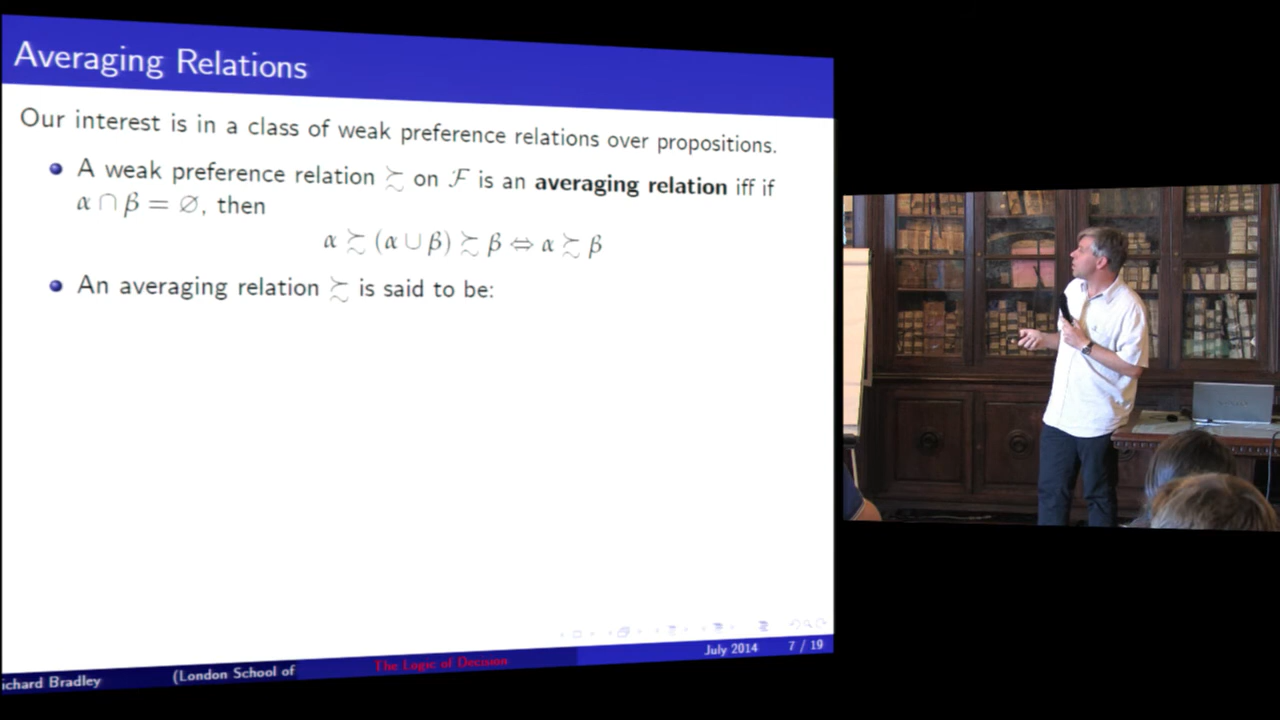 Averaging Relations
Our interest is in a class of weak preference relations over propositions.
A weak preference relation ≿ on ℱ is an averaging relation iff if
α ∩ β = ∅, then
α ≿ (α ∪ β) ≿ β ⇔ α ≿ β
An averaging relation ≿ is said to be:
ichard Bradley (London School of The Logic of Decision July 2014 7 / 19